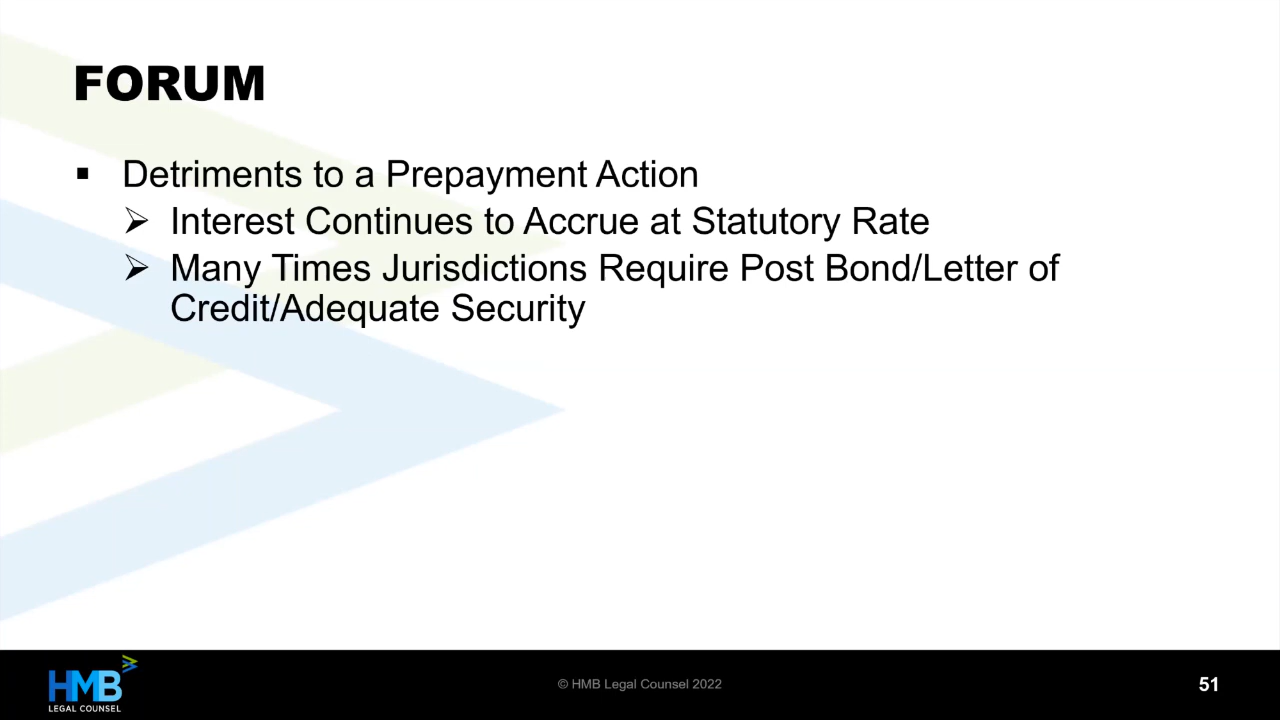 FORUM
▪ Detriments to a Prepayment Action
➢ Interest Continues to Accrue at Statutory Rate
➢ Many Times Jurisdictions Require Post Bond/Letter of
Credit/Adequate Security
HMB
LEGAL COUNSEL
© HMB Legal Counsel 2022
51